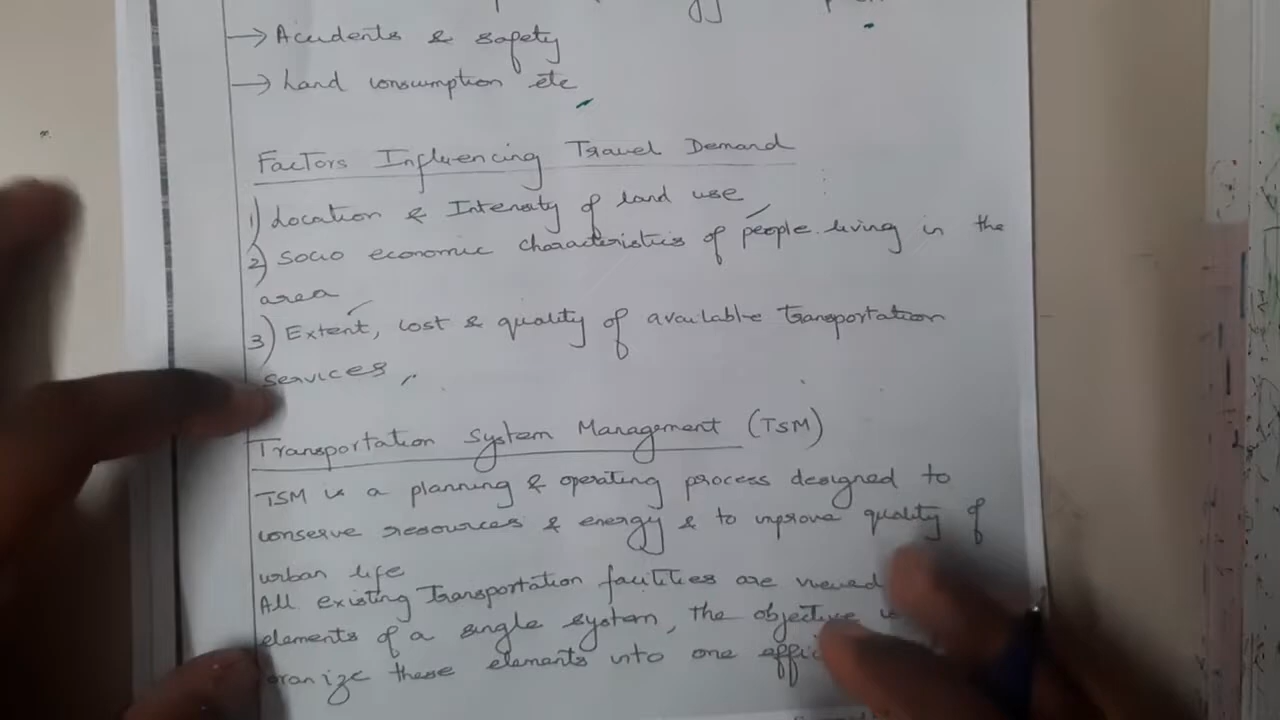 → Accidents & safety
→ Land consumption etc
Factors Influencing Travel Demand
1) Location & Intensity of land use
2) Socio economic characteristics of people living in the
area
3) Extent, cost & quality of available transportation
services
Transportation System Management (TSM)
TSM is a planning & operating process designed to
conserve resources & energy & to improve quality of
urban life
All existing Transportation facilities are viewed
elements of a single system, the objective
oranize these elements into one